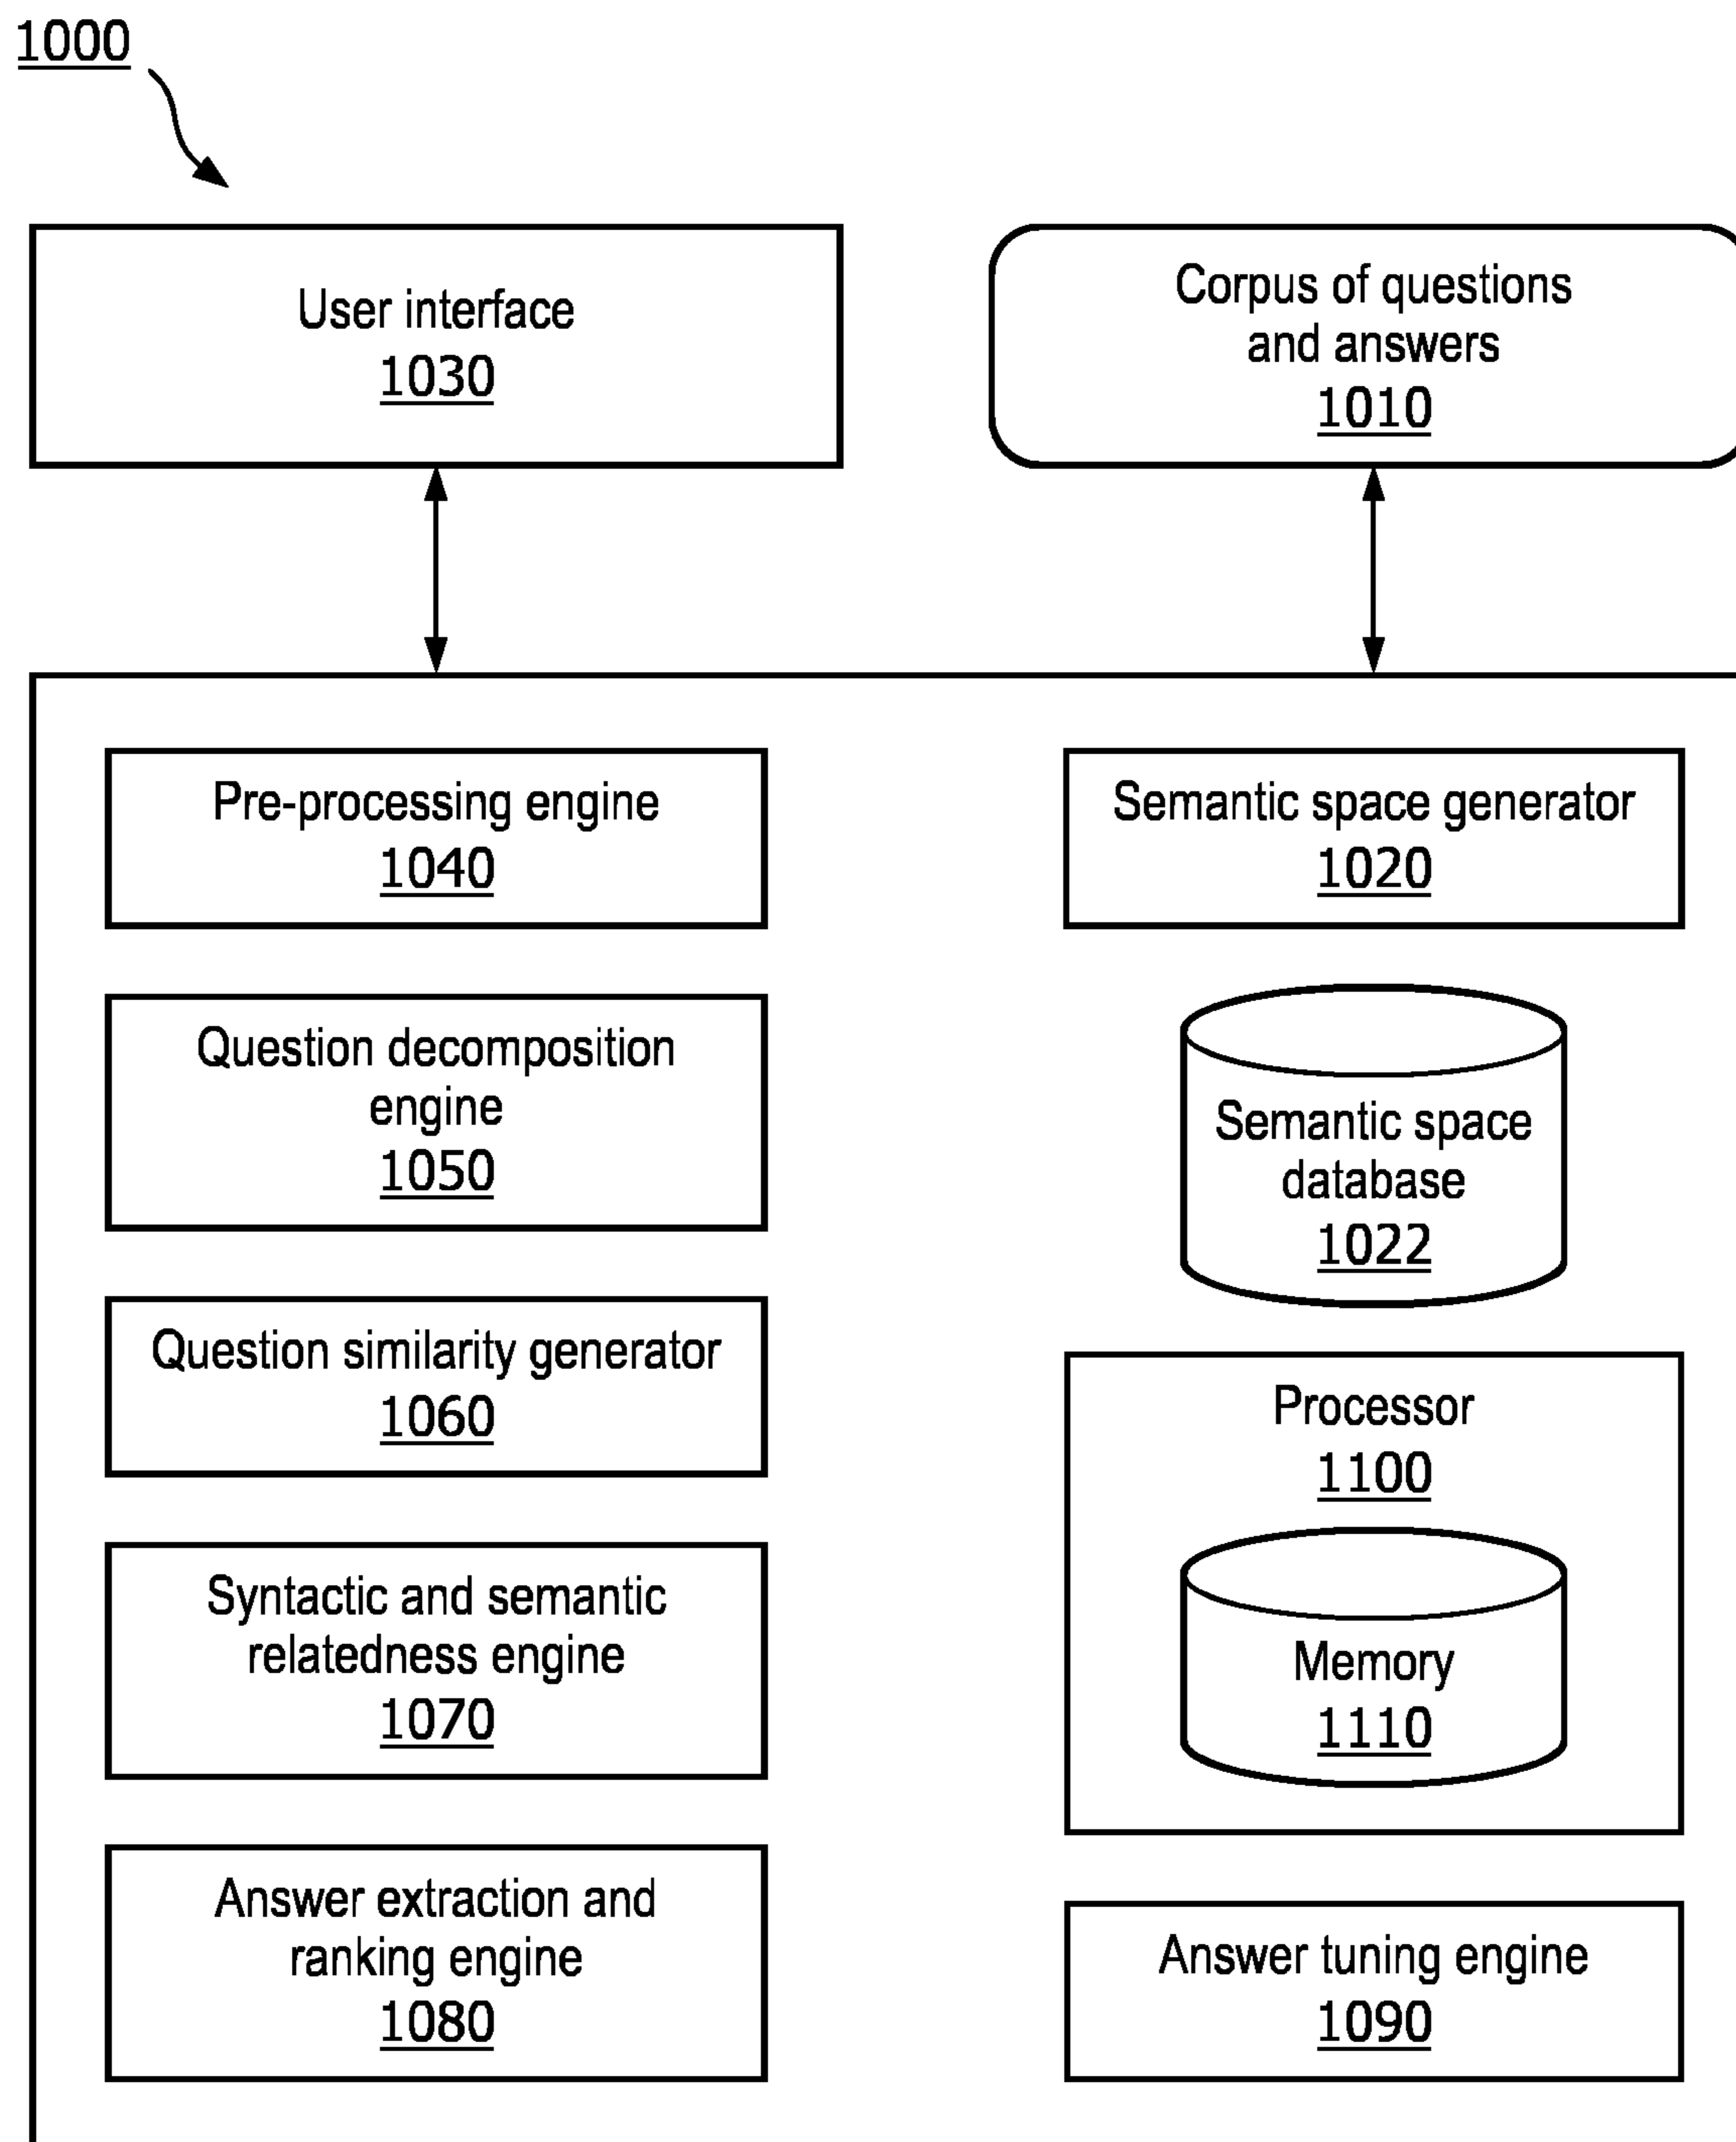 1000
User interface
1030
Corpus of questions
and answers
1010
Pre-processing engine
1040
Question decomposition
engine
1050
Question similarity generator
1060
Syntactic and semantic
relatedness engine
1070
Answer extraction and
ranking engine
1080
Semantic space generator
1020
Semantic space
database
1022
Processor
1100
Memory
1110
Answer tuning engine
1090